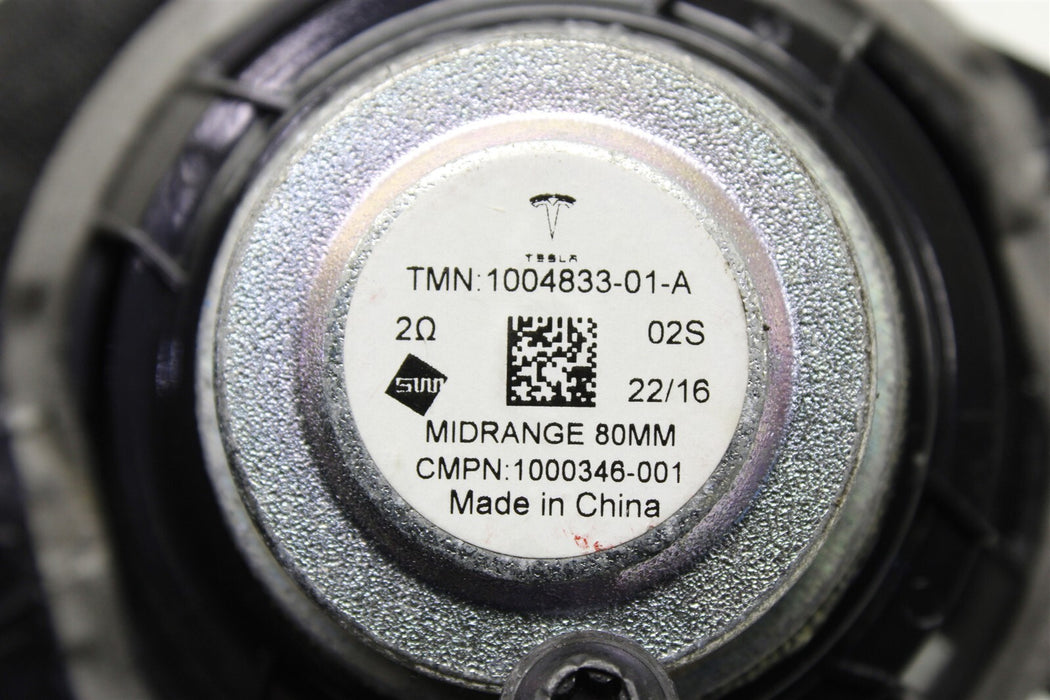 TESLA
TMN:1004833-01-A
2Ω 02S
SW
22/16
MIDRANGE 80MM
CMPN:1000346-001
Made in China